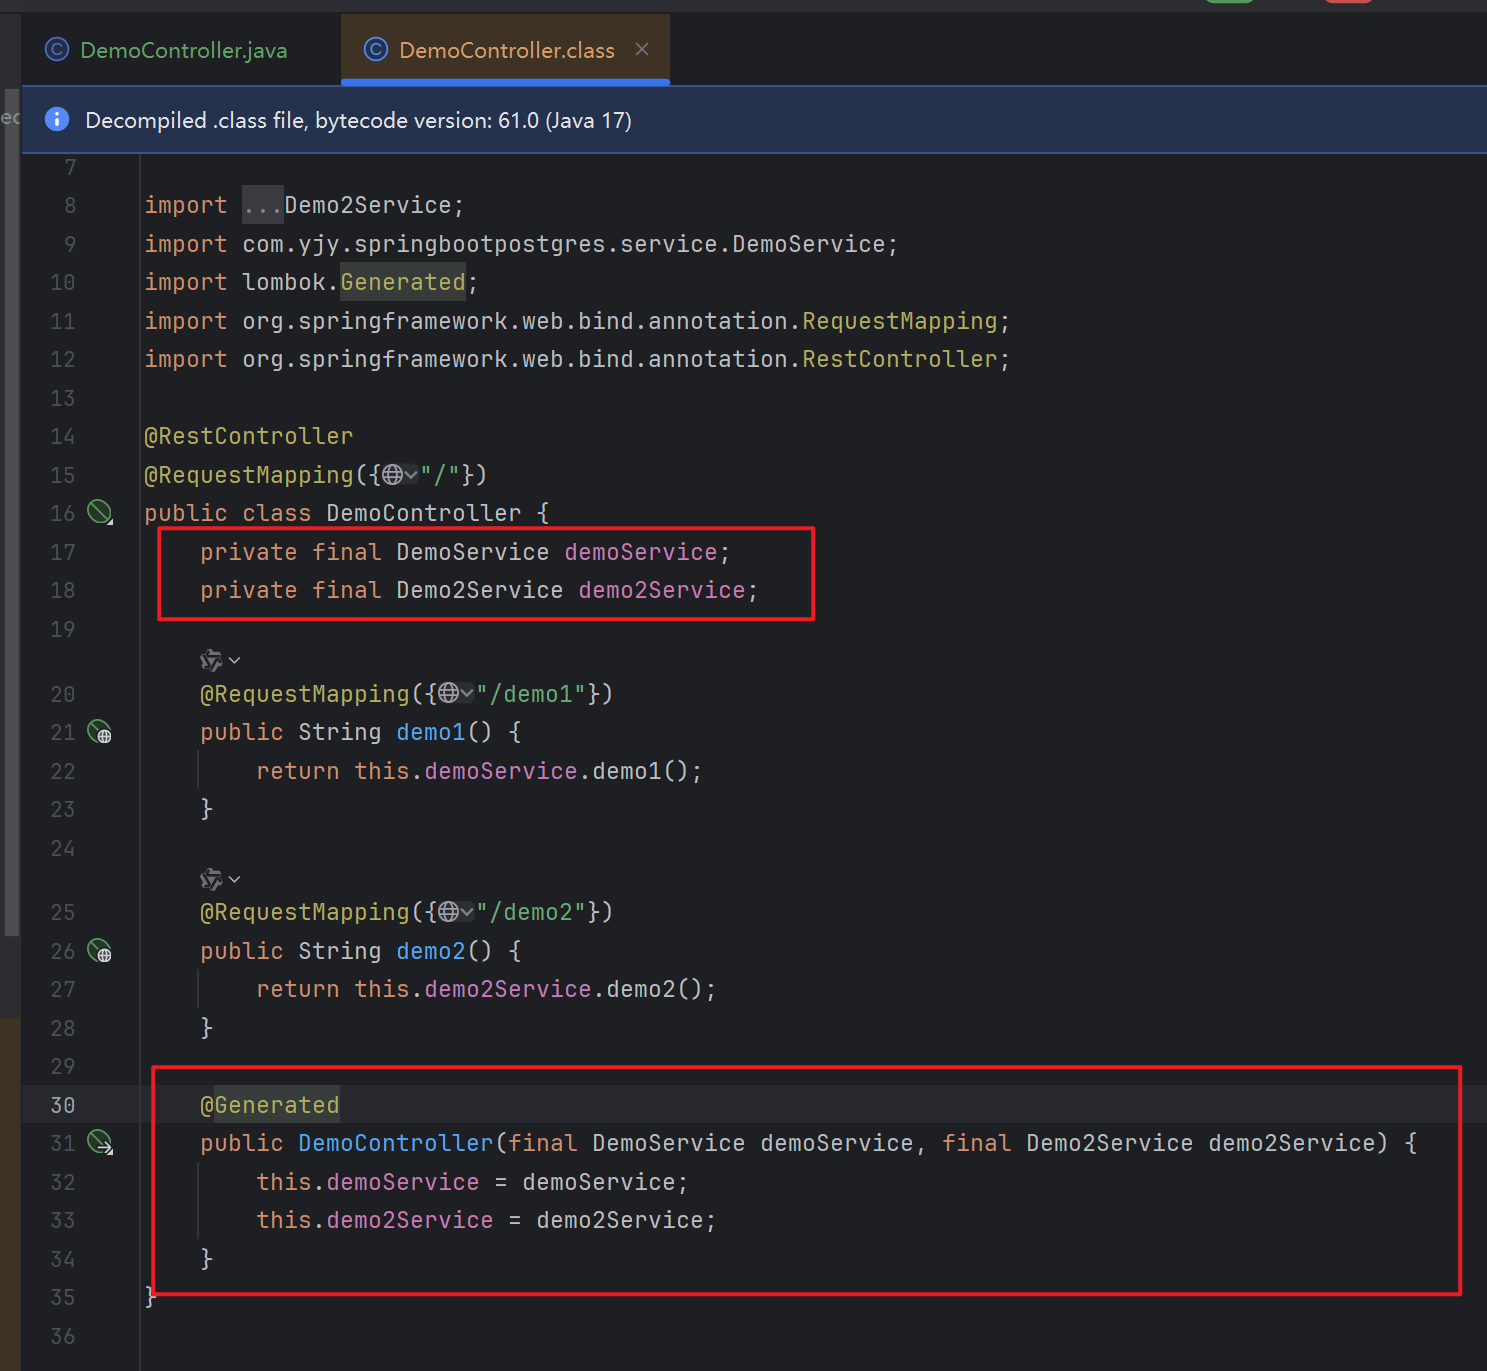 DemoController.java
DemoController.class
Decompiled .class file, bytecode version: 61.0 (Java 17)
ec
7
8 import ...Demo2Service;
9 import com.yjy.springbootpostgres.service.DemoService;
10 import lombok.Generated;
11 import org.springframework.web.bind.annotation.RequestMapping;
12 import org.springframework.web.bind.annotation.RestController;
13
14 @RestController
15 @RequestMapping({"/"})
16 public class DemoController {
17 private final DemoService demoService;
18 private final Demo2Service demo2Service;
19
20 @RequestMapping({"/demo1"})
21 public String demo1() {
22 return this.demoService.demo1();
23 }
24
25 @RequestMapping({"/demo2"})
26 public String demo2() {
27 return this.demo2Service.demo2();
28 }
29
30 @Generated
31 public DemoController(final DemoService demoService, final Demo2Service demo2Service) {
32 this.demoService = demoService;
33 this.demo2Service = demo2Service;
34 }
35 }
36